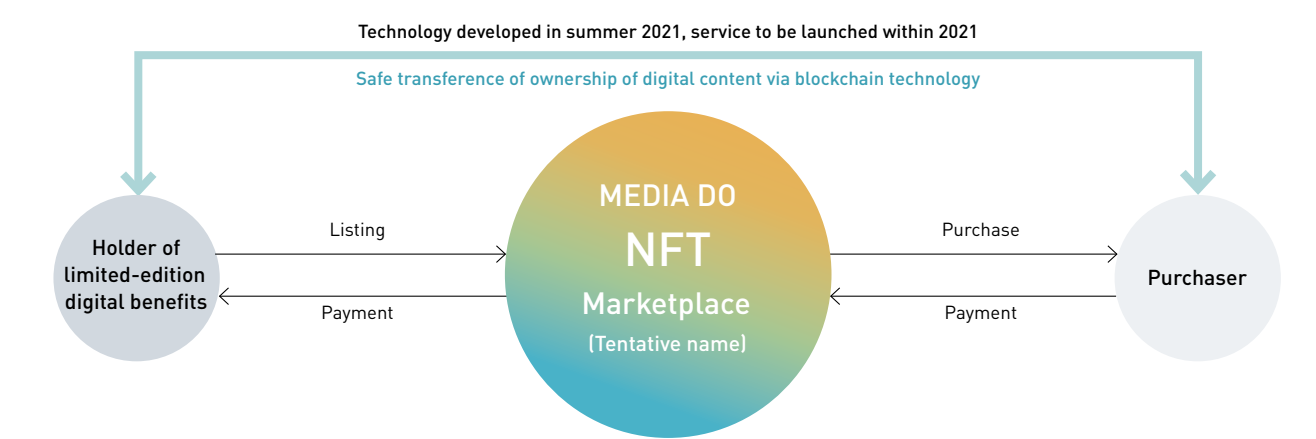 Technology developed in summer 2021, service to be launched within 2021
Safe transference of ownership of digital content via blockchain technology
Holder of
limited-edition
digital benefits
Listing
Payment
MEDIA DO
NFT
Marketplace
(Tentative name)
Purchase
Payment
Purchaser